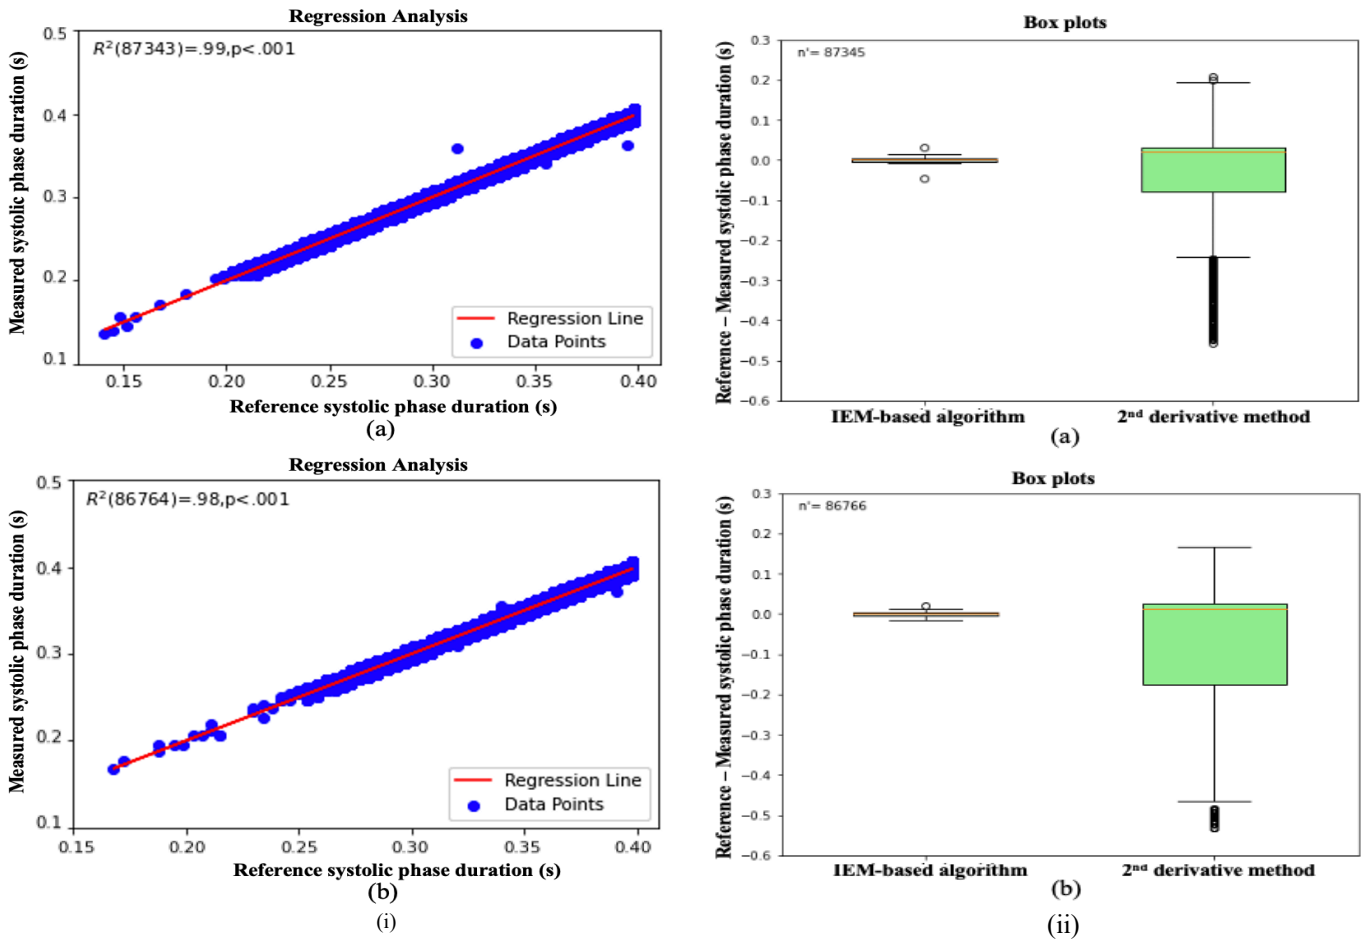 Regression Analysis
R²(87343)=.99,p<.001
Measured systolic phase duration (s)
0.5
0.4
0.3
0.2
0.1
Regression Line
Data Points
0.15 0.20 0.25 0.30 0.35 0.40
Reference systolic phase duration (s)
(a)
Box plots
n'= 87345
Reference – Measured systolic phase duration (s)
0.3
0.2
0.1
0.0
−0.1
−0.2
−0.3
−0.4
−0.5
−0.6
IEM-based algorithm 2nd derivative method
(a)
Regression Analysis
R²(86764)=.98,p<.001
Measured systolic phase duration (s)
0.5
0.4
0.3
0.2
0.1
Regression Line
Data Points
0.15 0.20 0.25 0.30 0.35 0.40
Reference systolic phase duration (s)
(b)
(i)
Box plots
n'= 86766
Reference – Measured systolic phase duration (s)
0.3
0.2
0.1
0.0
−0.1
−0.2
−0.3
−0.4
−0.5
−0.6
IEM-based algorithm 2nd derivative method
(b)
(ii)